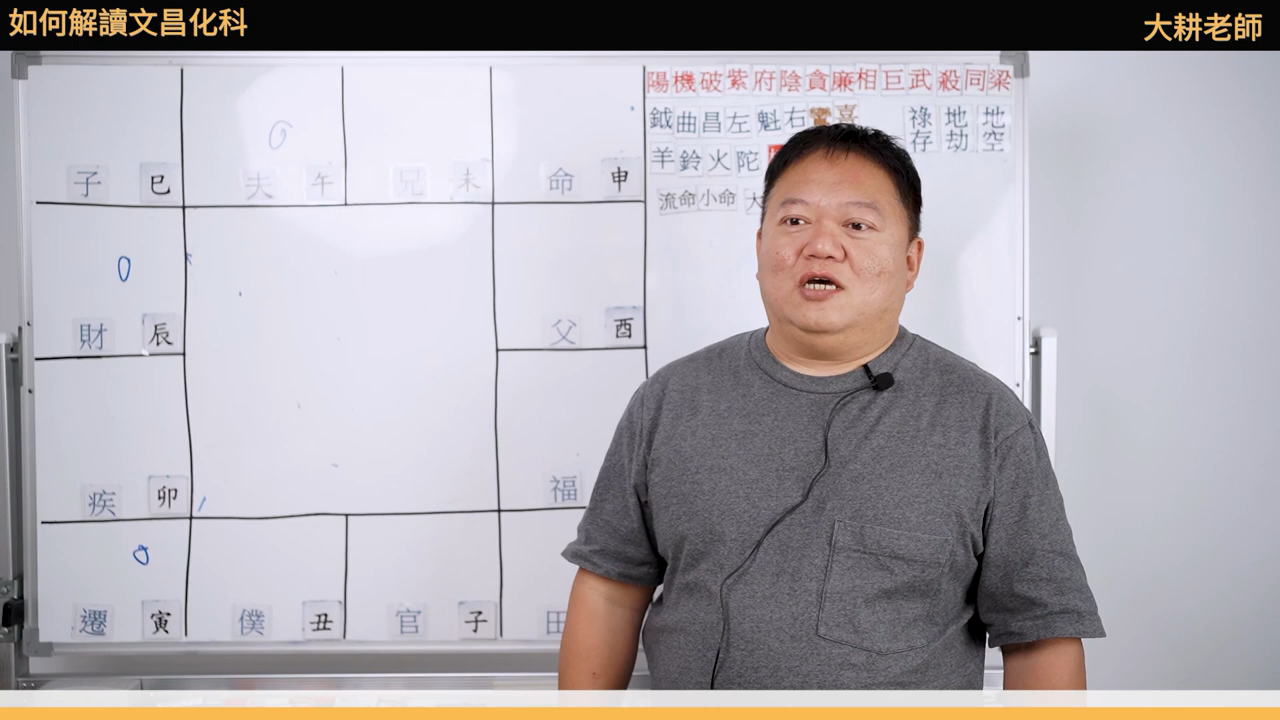 如何解讀文昌化科
大耕老師
陽機破紫府陰貪廉相巨武殺同梁
鉞曲昌左魁右 喜 祿存 地劫 地空
羊鈴火陀
流命 小命 大
子 巳 夫 午 兄 未 命 申
財 辰 父 酉
疾 卯 福
遷 寅 僕 丑 官 子 田